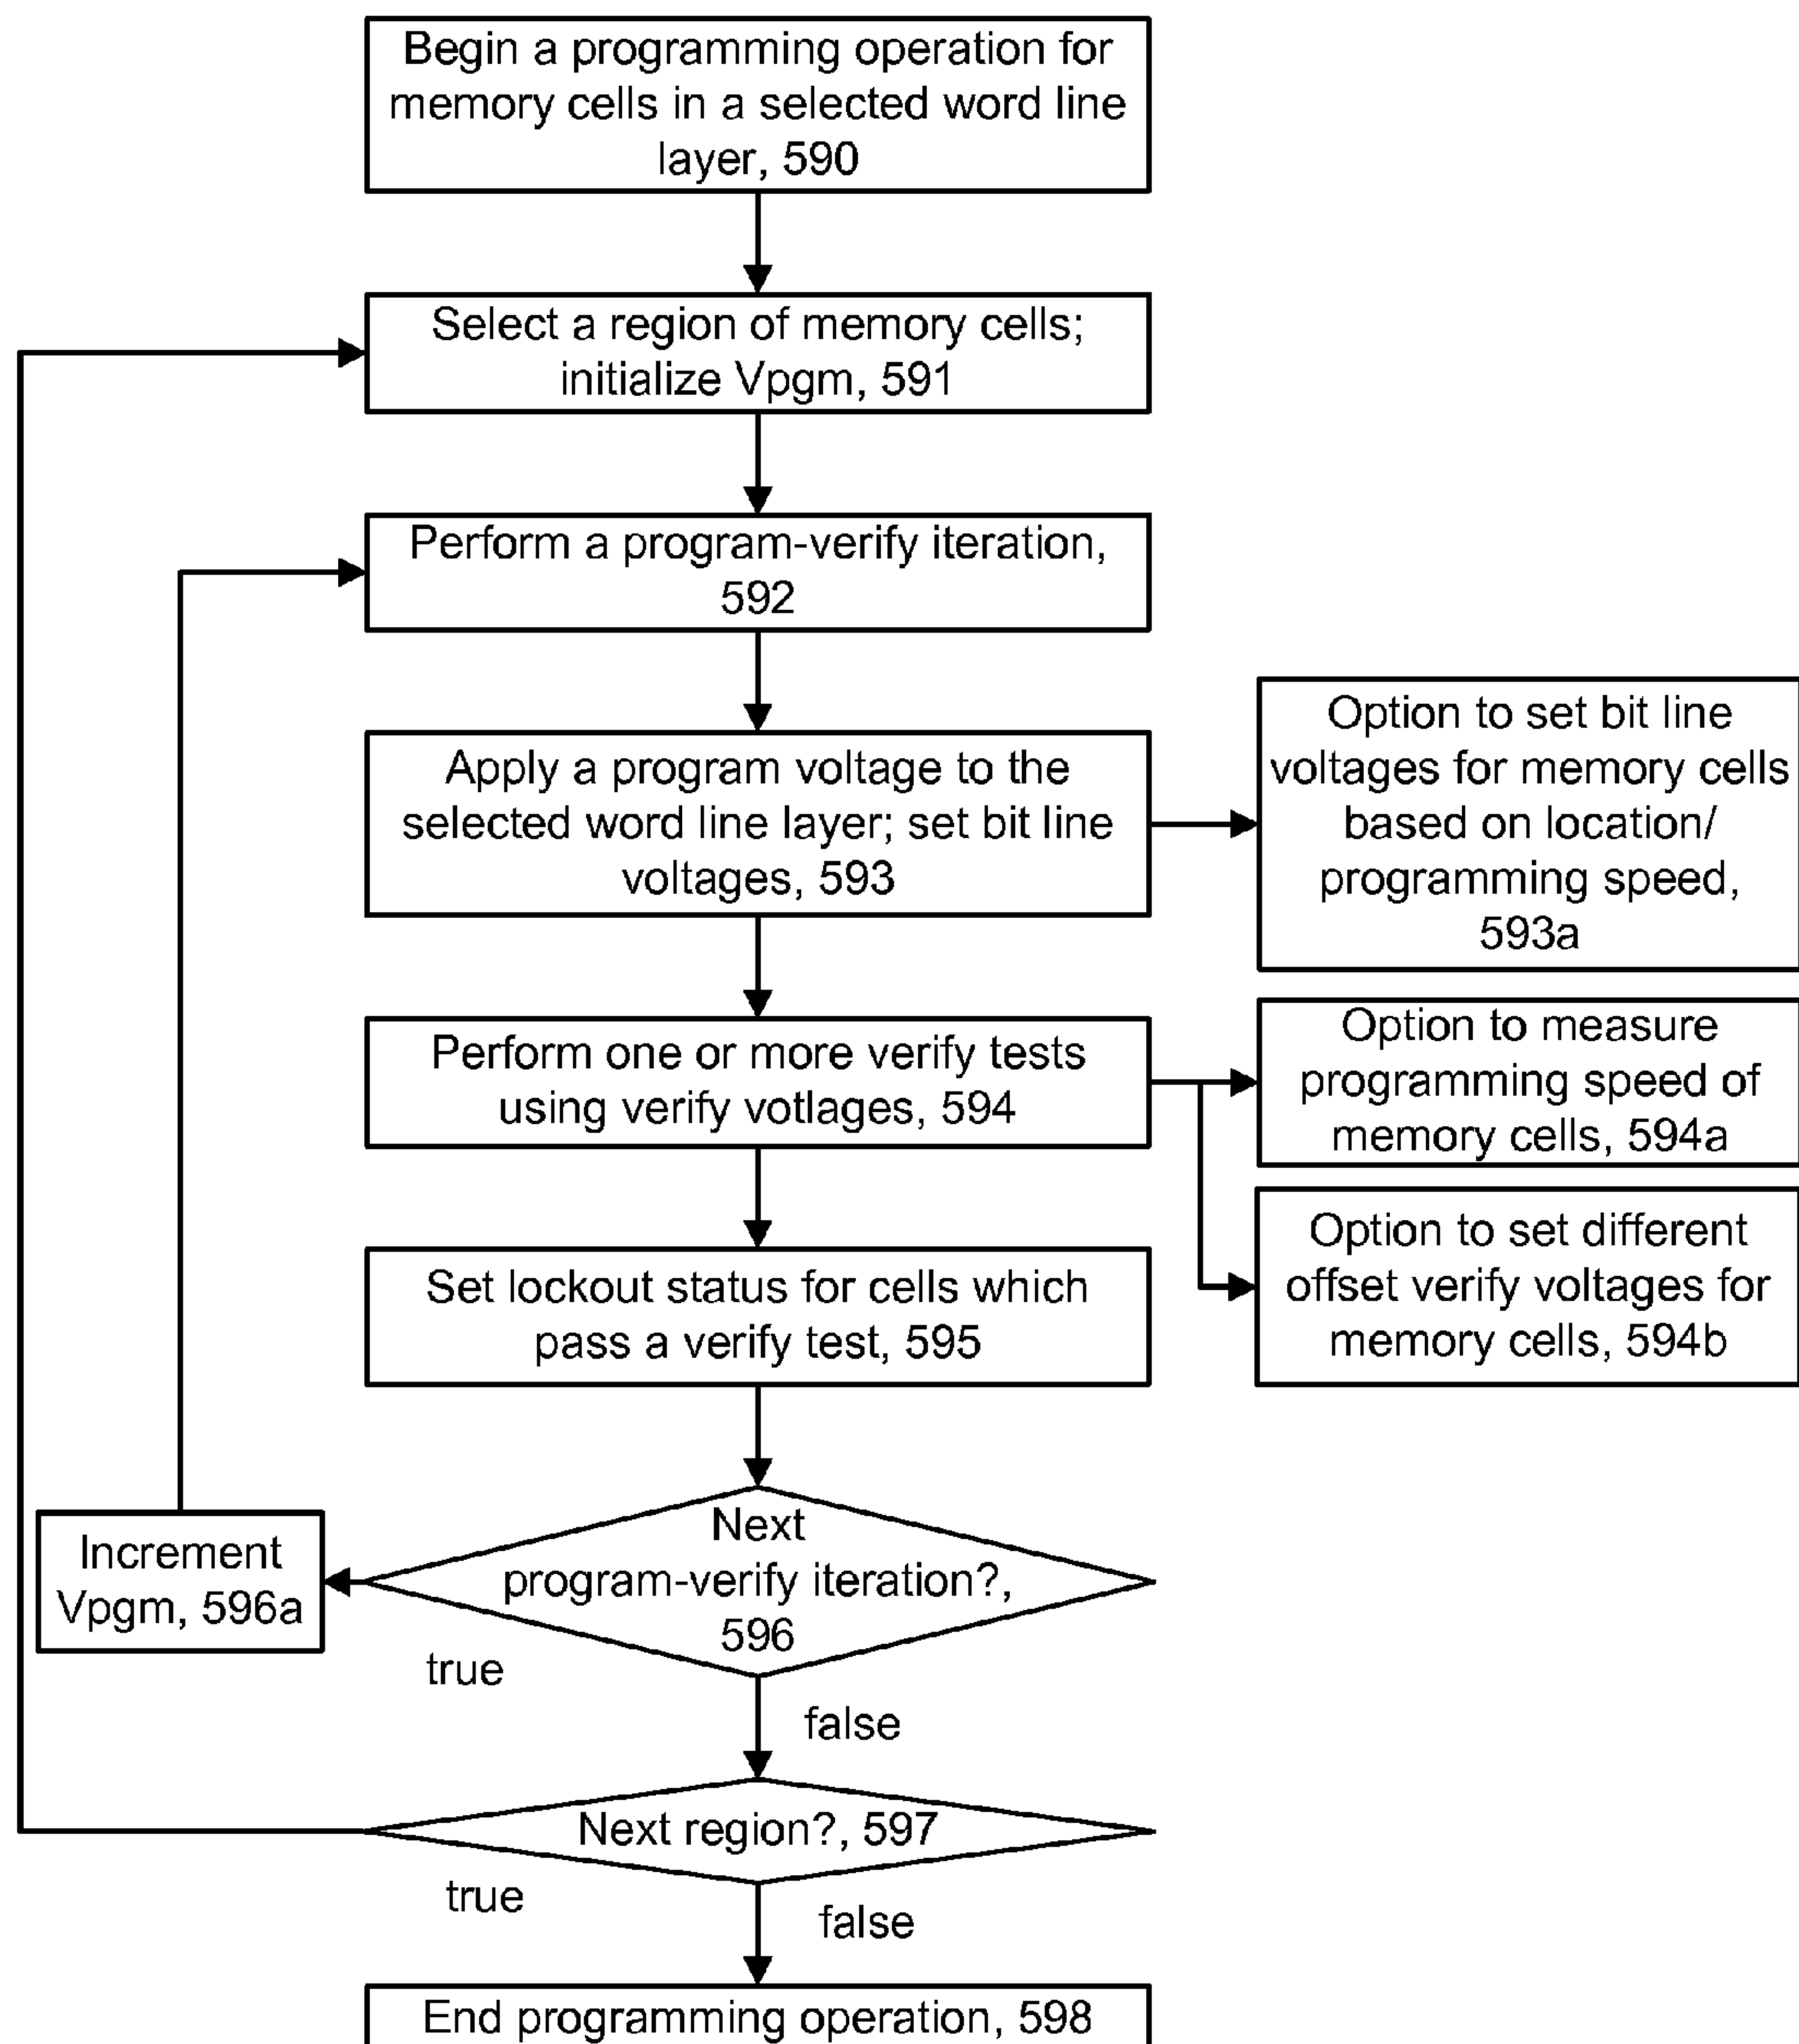 Begin a programming operation for
memory cells in a selected word line
layer, 590
Select a region of memory cells;
initialize Vpgm, 591
Perform a program-verify iteration,
592
Apply a program voltage to the
selected word line layer; set bit line
voltages, 593
Option to set bit line
voltages for memory cells
based on location/
programming speed,
593a
Perform one or more verify tests
using verify votlages, 594
Option to measure
programming speed of
memory cells, 594a
Option to set different
offset verify voltages for
memory cells, 594b
Set lockout status for cells which
pass a verify test, 595
Next
program-verify iteration?,
596
Increment
Vpgm, 596a
true
false
Next region?, 597
true
false
End programming operation, 598